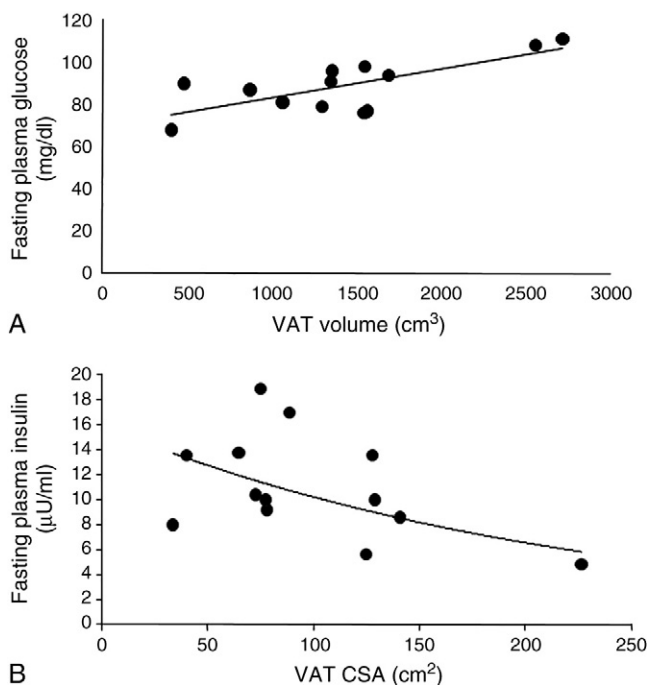 120
100
80
60
40
20
0
Fasting plasma glucose
(mg/dl)
0 500 1000 1500 2000 2500 3000
VAT volume (cm³)
A
20
18
16
14
12
10
8
6
4
2
0
Fasting plasma insulin
(µU/ml)
0 50 100 150 200 250
VAT CSA (cm²)
B